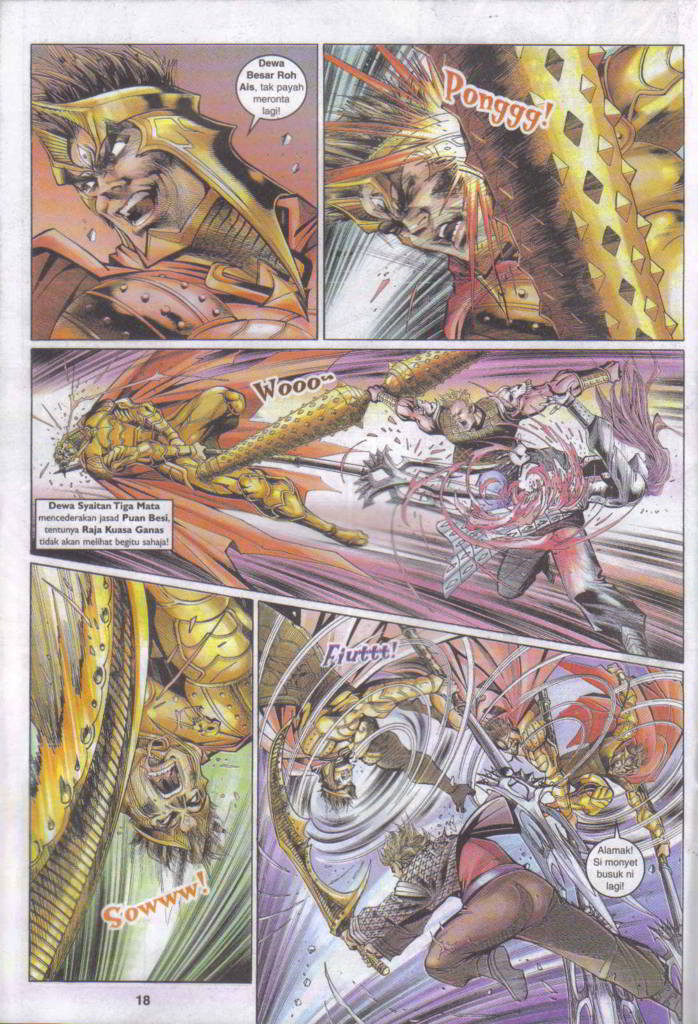 Dewa
Besar Roh
Ais, tak payah
meronta
lagi!
Ponggg!
Wooo
Dewa Syaitan Tiga Mata
mencederakan jasad Puan Besi,
tentunya Raja Kuasa Ganas
tidak akan melihat begitu sahaja!
Sowww!
Fiuttt!
Alamak!
Si monyet
busuk ni
lagi!
18